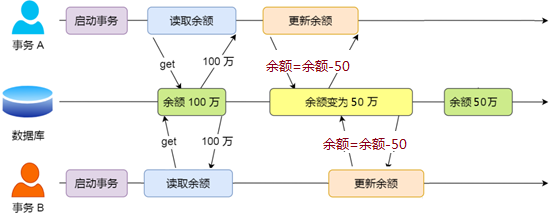 启动事务
读取余额
更新余额
事务 A
get
100 万
余额=余额-50
余额 100 万
余额变为 50 万
余额 50万
数据库
get
100 万
余额=余额-50
启动事务
读取余额
更新余额
事务 B